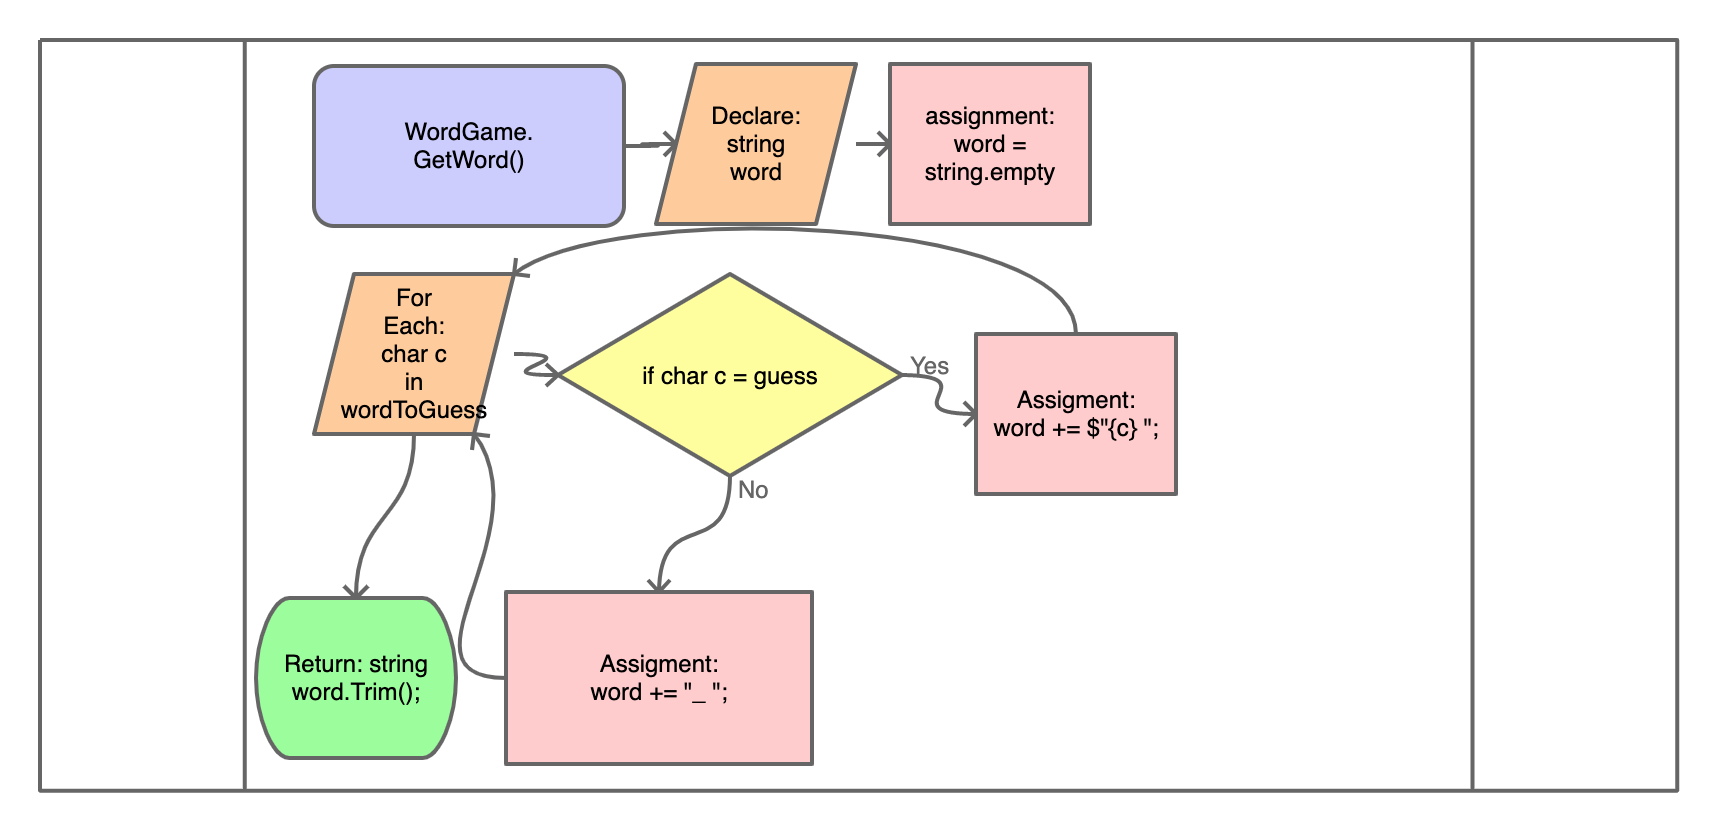 WordGame.
GetWord()
Declare:
string
word
assignment:
word =
string.empty
For
Each:
char c
in
wordToGuess
if char c = guess
Yes
Assigment:
word += $"{c} ";
No
Return: string
word.Trim();
Assigment:
word += "_ ";